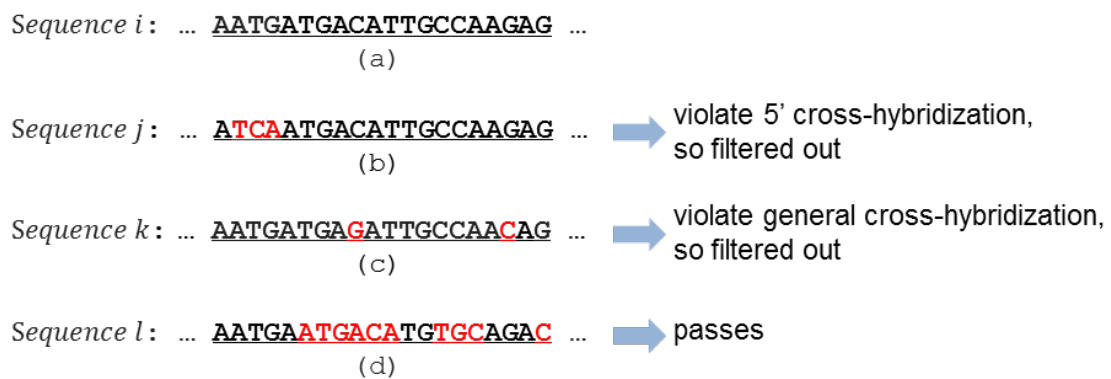 Sequence i: ... AATGATGACATTGCCAAGAG ...
(a)
Sequence j: ... ATCAATGACATTGCCAAGAG ...
violate 5' cross-hybridization,
so filtered out
(b)
Sequence k: ... AATGATGAGATTGCCAACAG ...
violate general cross-hybridization,
so filtered out
(c)
Sequence l: ... AATGAATGACATGTGCAGAC ...
passes
(d)